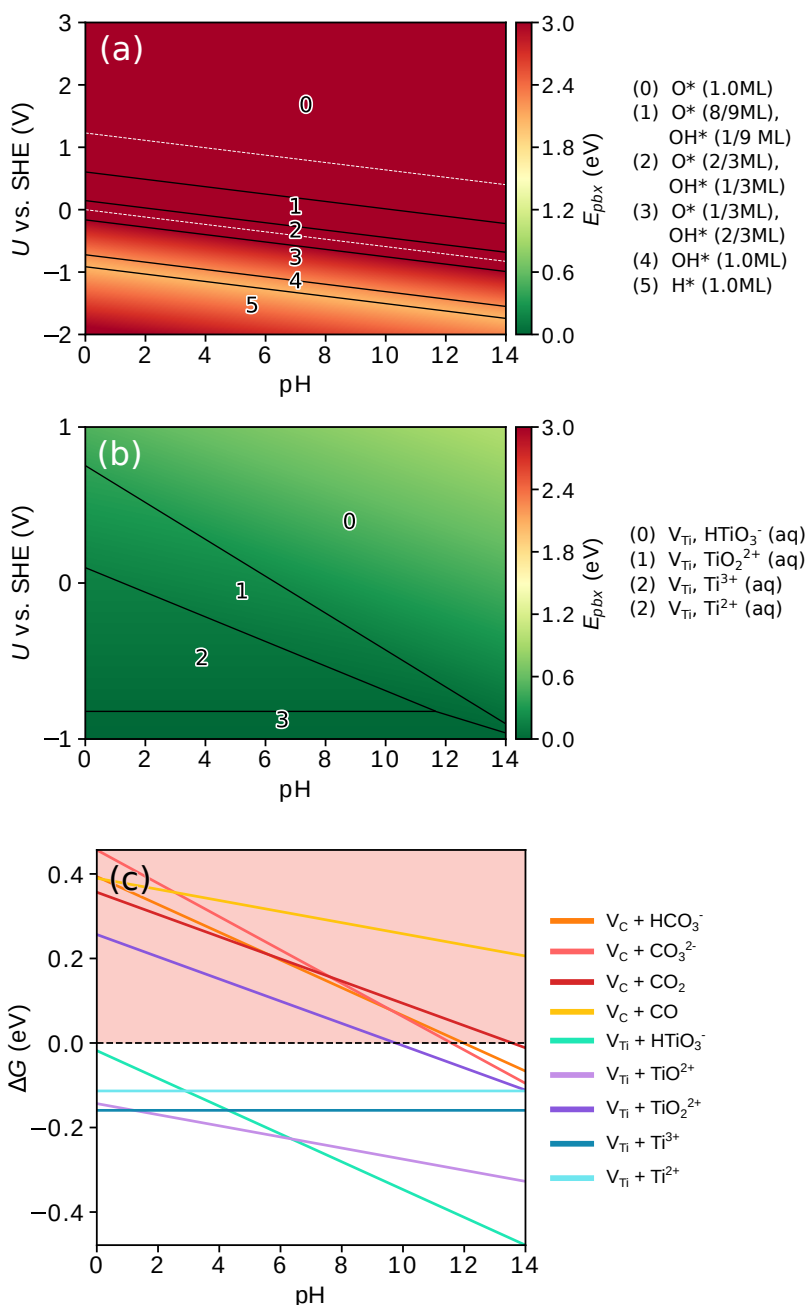 (a)
3
2
1
0
−1
−2
U vs. SHE (V)
0
1
2
3
4
5
0 2 4 6 8 10 12 14
pH
3.0
2.4
1.8
1.2
0.6
0.0
E_pbx (eV)
(0) O* (1.0ML)
(1) O* (8/9ML),
OH* (1/9 ML)
(2) O* (2/3ML),
OH* (1/3ML)
(3) O* (1/3ML),
OH* (2/3ML)
(4) OH* (1.0ML)
(5) H* (1.0ML)
(b)
1
0
−1
U vs. SHE (V)
0
1
2
3
0 2 4 6 8 10 12 14
pH
3.0
2.4
1.8
1.2
0.6
0.0
E_pbx (eV)
(0) V_Ti, HTiO₃⁻ (aq)
(1) V_Ti, TiO₂²⁺ (aq)
(2) V_Ti, Ti³⁺ (aq)
(2) V_Ti, Ti²⁺ (aq)
(c)
0.4
0.2
0.0
−0.2
−0.4
ΔG (eV)
0 2 4 6 8 10 12 14
pH
V_C + HCO₃⁻
V_C + CO₃²⁻
V_C + CO₂
V_C + CO
V_Ti + HTiO₃⁻
V_Ti + TiO²⁺
V_Ti + TiO₂²⁺
V_Ti + Ti³⁺
V_Ti + Ti²⁺